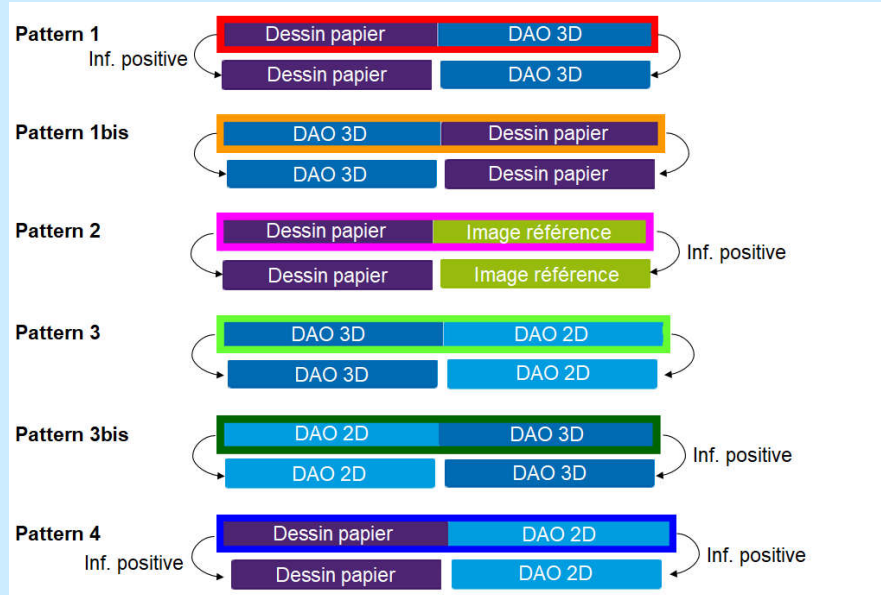 Pattern 1
Dessin papier DAO 3D
Inf. positive
Dessin papier DAO 3D
Pattern 1bis
DAO 3D Dessin papier
DAO 3D Dessin papier
Pattern 2
Dessin papier Image référence
Inf. positive
Dessin papier Image référence
Pattern 3
DAO 3D DAO 2D
DAO 3D DAO 2D
Pattern 3bis
DAO 2D DAO 3D
Inf. positive
DAO 2D DAO 3D
Pattern 4
Dessin papier DAO 2D
Inf. positive Inf. positive
Dessin papier DAO 2D